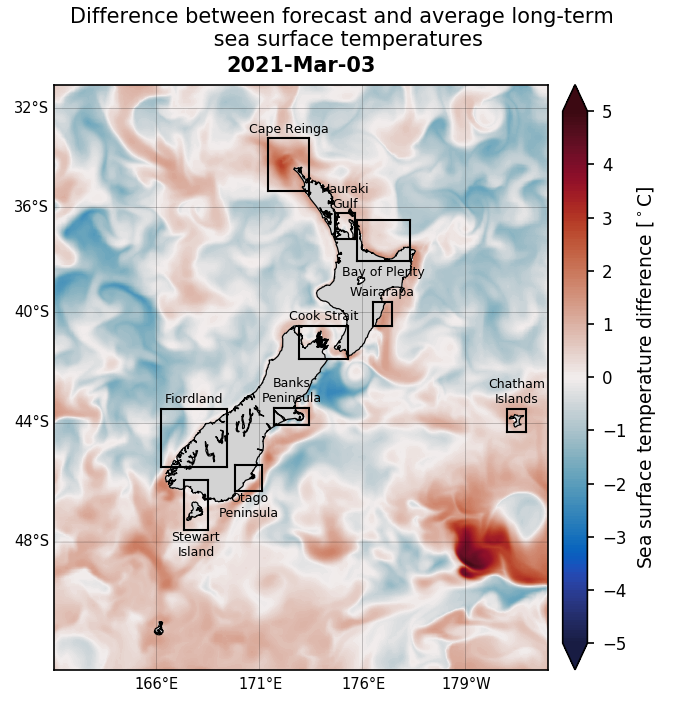 Difference between forecast and average long-term
sea surface temperatures
2021-Mar-03
32°S
36°S
40°S
44°S
48°S
166°E
171°E
176°E
179°W
Cape Reinga
Hauraki
Gulf
Bay of Plenty
Wairarapa
Cook Strait
Banks
Peninsula
Fiordland
Chatham
Islands
Otago
Peninsula
Stewart
Island
5
4
3
2
1
0
−1
−2
−3
−4
−5
Sea surface temperature difference [°C]